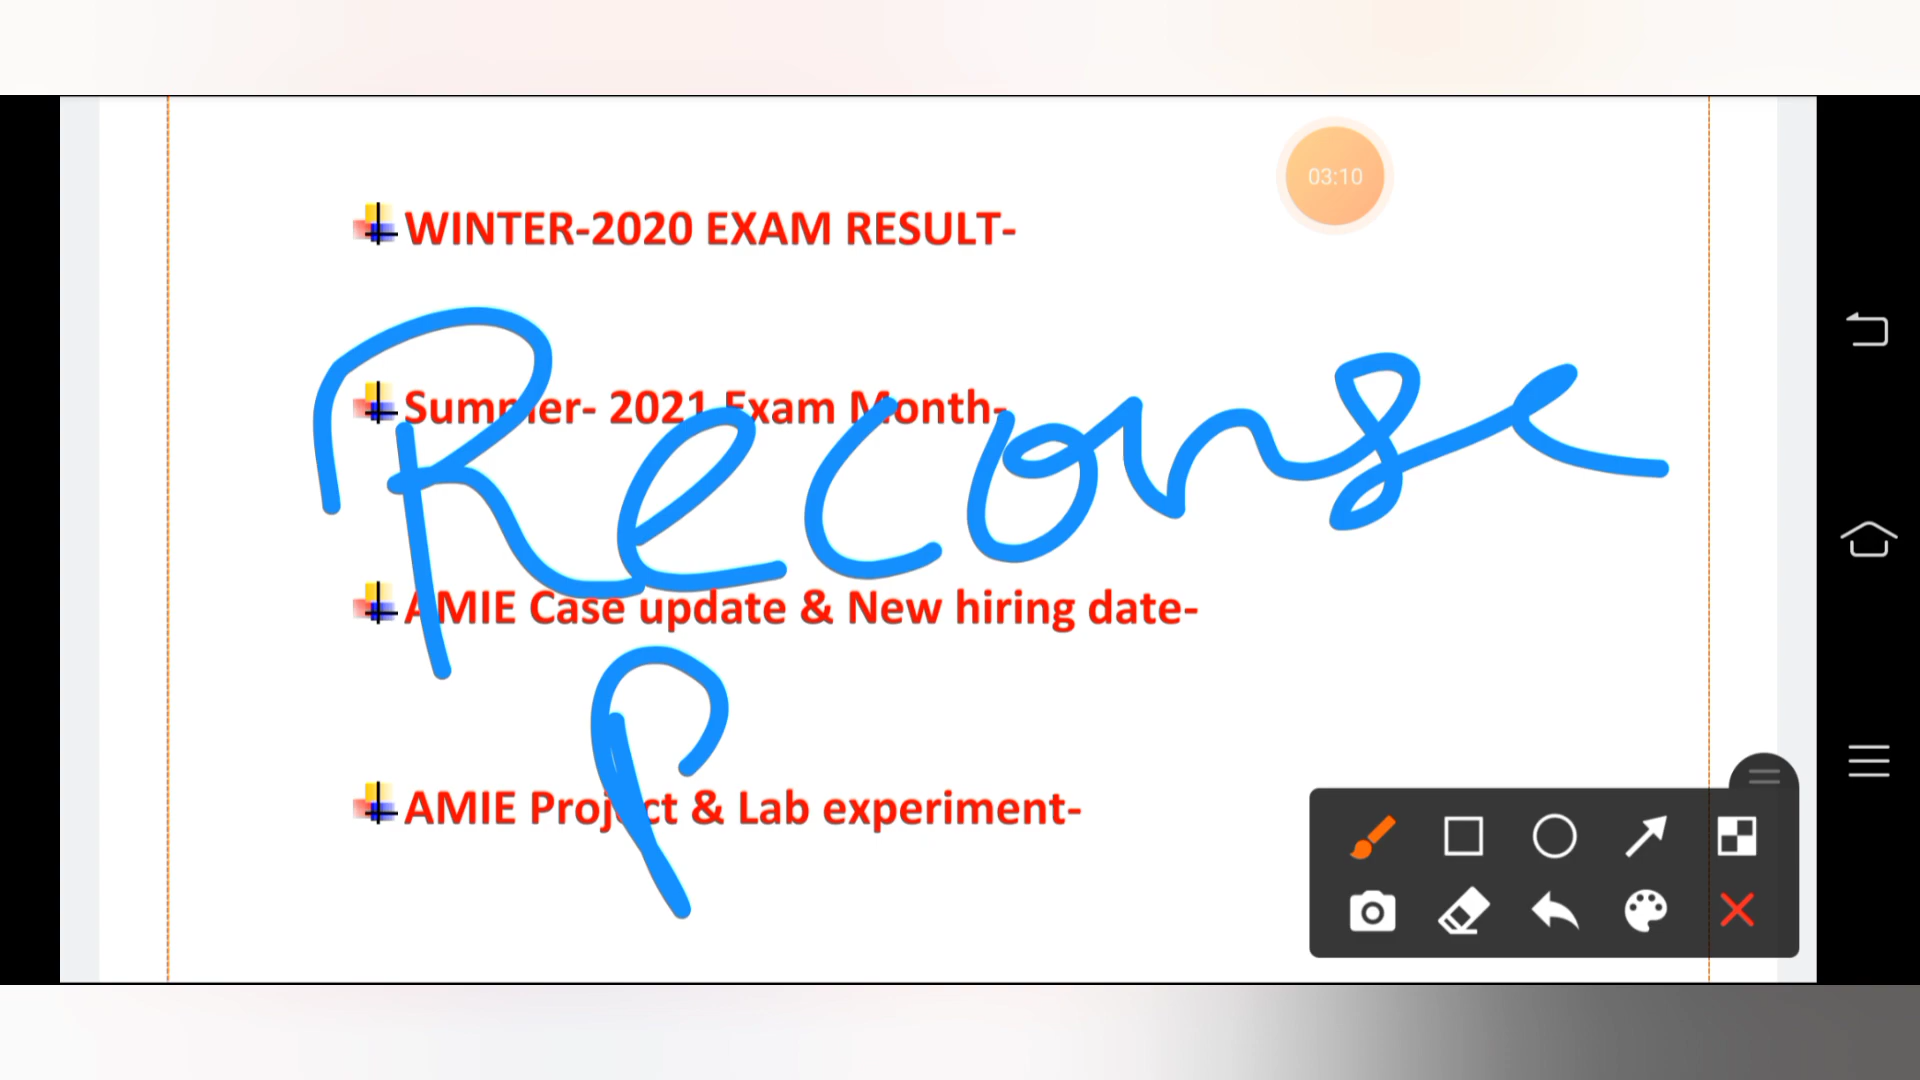 03:10
WINTER-2020 EXAM RESULT-
Summer- 2021 Exam Month-
Reconse
AMIE Case update & New hiring date-
P
AMIE Project & Lab experiment-